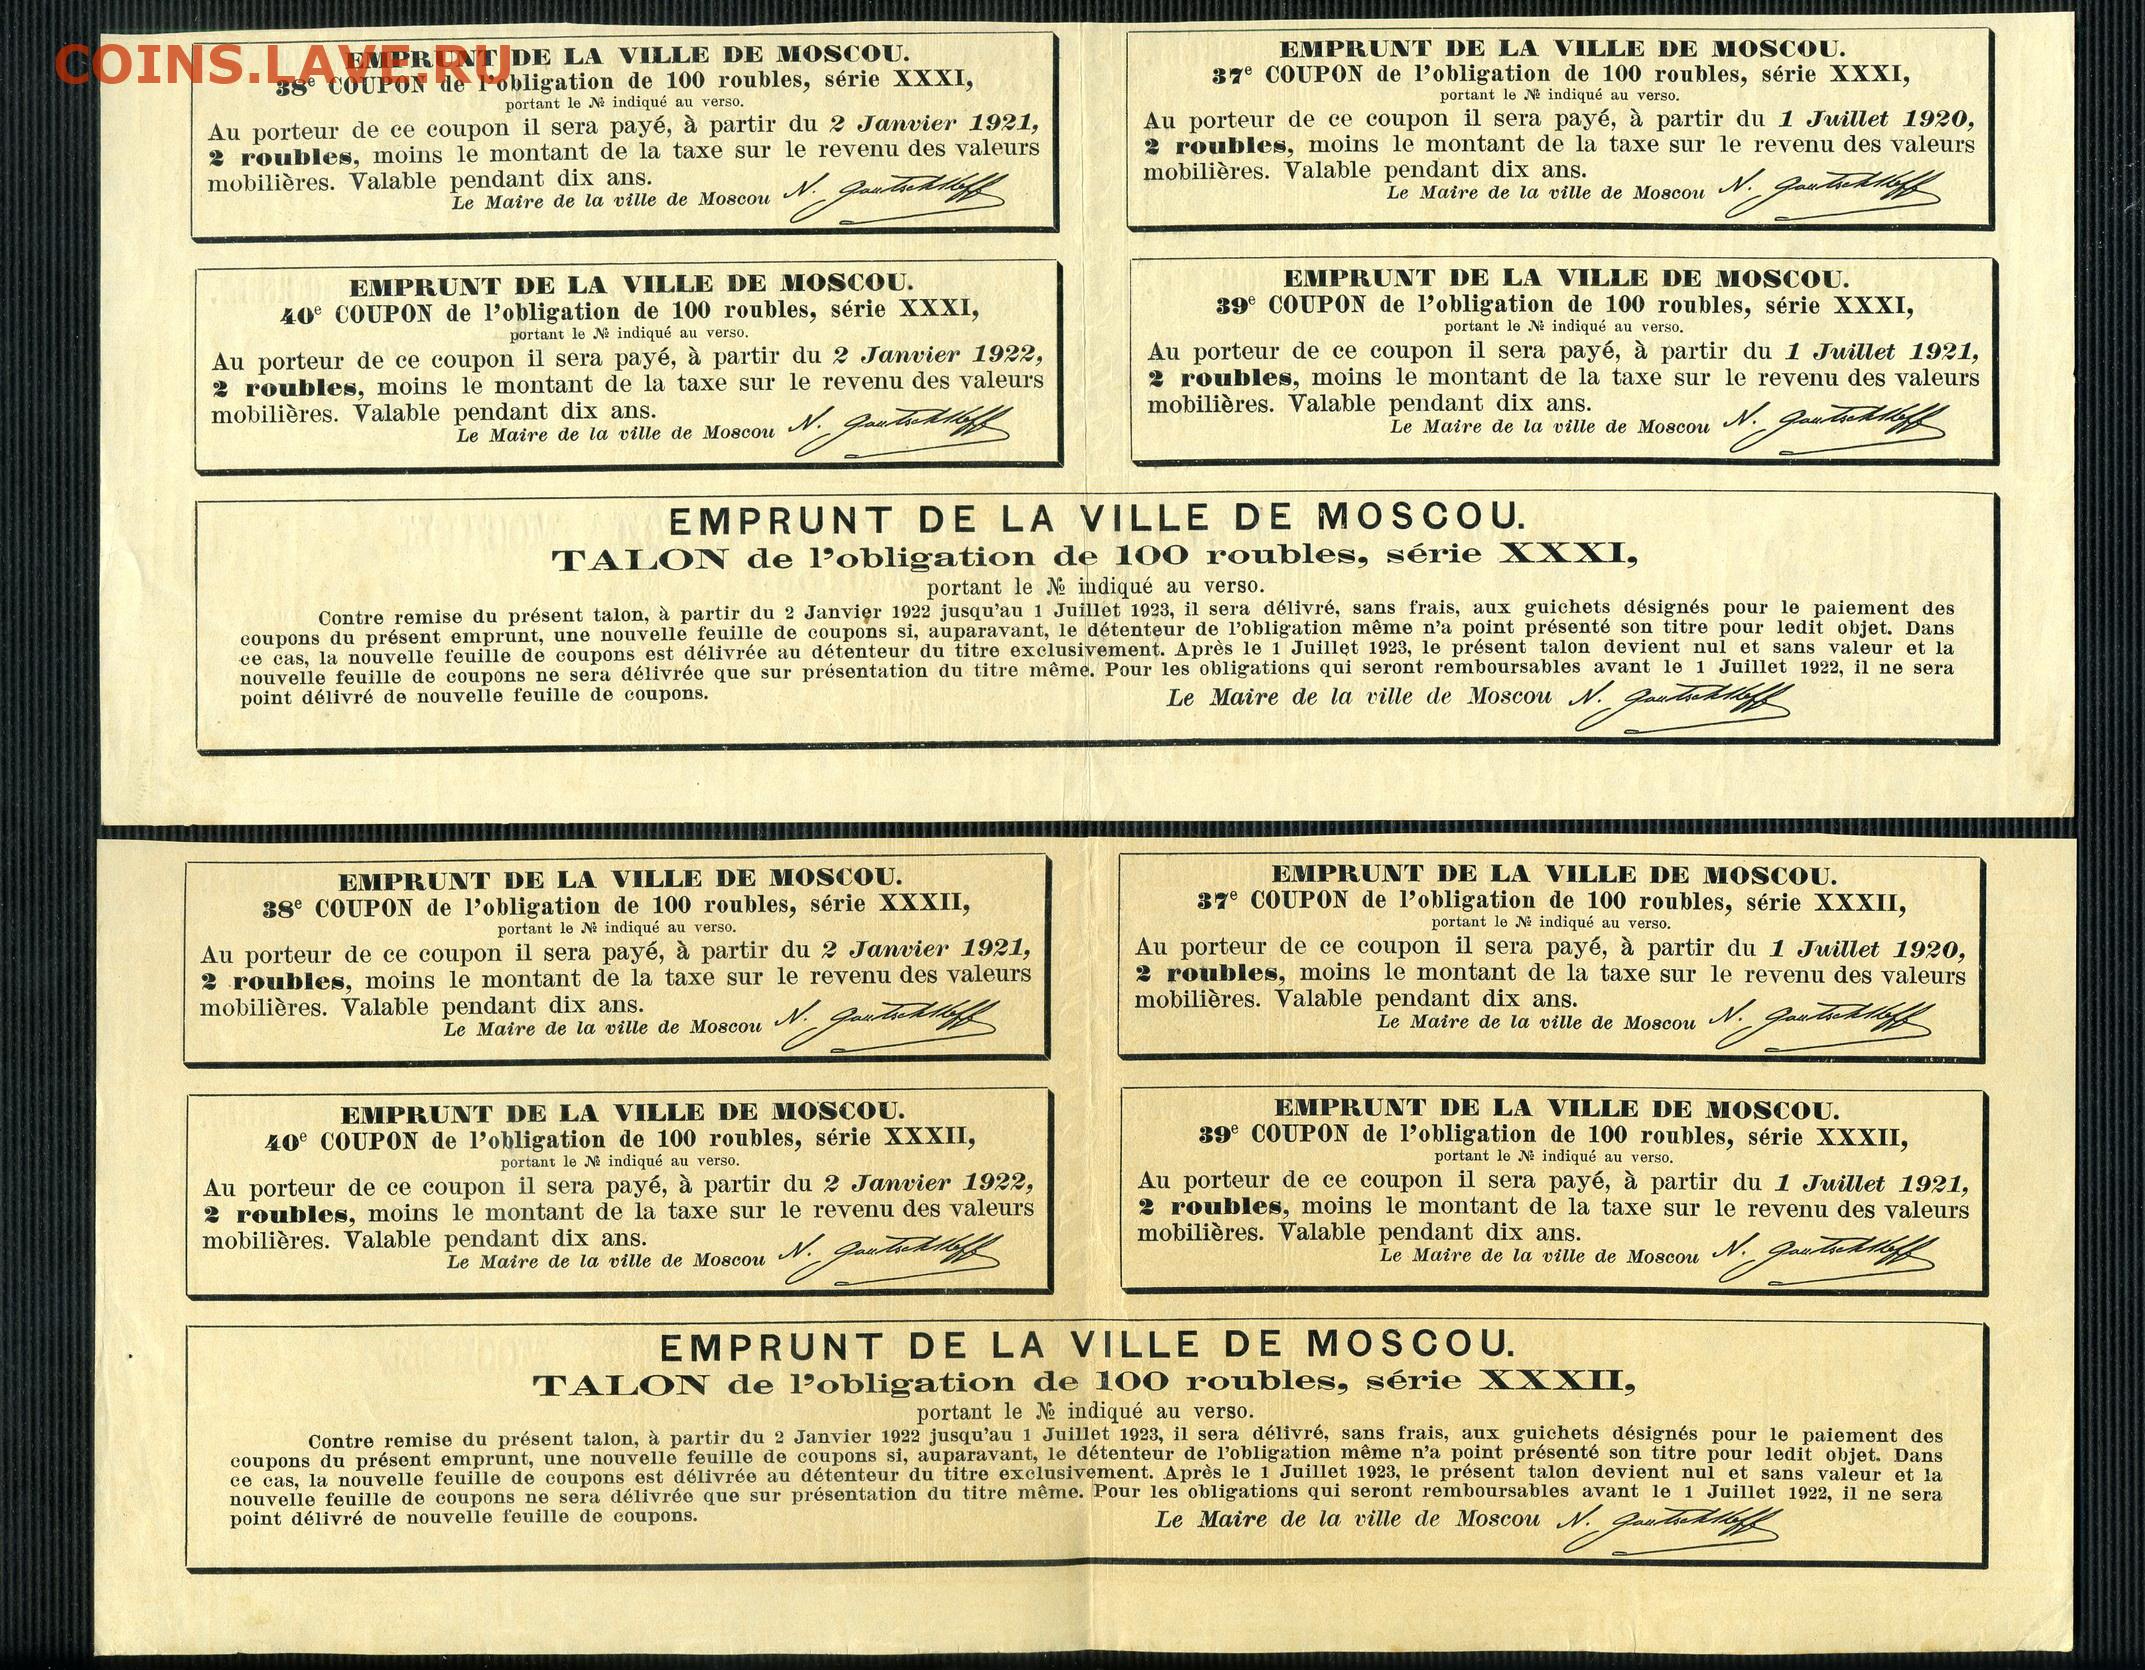 COINS.LAVE.RU
EMPRUNT DE LA VILLE DE MOSCOU.
38e COUPON de l'obligation de 100 roubles, série XXXI,
portant le № indiqué au verso.
Au porteur de ce coupon il sera payé, à partir du 2 Janvier 1921,
2 roubles, moins le montant de la taxe sur le revenu des valeurs
mobilières. Valable pendant dix ans.
Le Maire de la ville de Moscou N.
EMPRUNT DE LA VILLE DE MOSCOU.
37e COUPON de l'obligation de 100 roubles, série XXXI,
portant le № indiqué au verso.
Au porteur de ce coupon il sera payé, à partir du 1 Juillet 1920,
2 roubles, moins le montant de la taxe sur le revenu des valeurs
mobilières. Valable pendant dix ans.
Le Maire de la ville de Moscou N.
EMPRUNT DE LA VILLE DE MOSCOU.
40e COUPON de l'obligation de 100 roubles, série XXXI,
portant le № indiqué au verso.
Au porteur de ce coupon il sera payé, à partir du 2 Janvier 1922,
2 roubles, moins le montant de la taxe sur le revenu des valeurs
mobilières. Valable pendant dix ans.
Le Maire de la ville de Moscou N.
EMPRUNT DE LA VILLE DE MOSCOU.
39e COUPON de l'obligation de 100 roubles, série XXXI,
portant le № indiqué au verso.
Au porteur de ce coupon il sera payé, à partir du 1 Juillet 1921,
2 roubles, moins le montant de la taxe sur le revenu des valeurs
mobilières. Valable pendant dix ans.
Le Maire de la ville de Moscou N.
EMPRUNT DE LA VILLE DE MOSCOU.
TALON de l'obligation de 100 roubles, série XXXI,
portant le № indiqué au verso.
Contre remise du présent talon, à partir du 2 Janvier 1922 jusqu'au 1 Juillet 1923, il sera délivré, sans frais, aux guichets désignés pour le paiement des
coupons du présent emprunt, une nouvelle feuille de coupons si, auparavant, le détenteur de l'obligation même n'a point présenté son titre pour ledit objet. Dans
ce cas, la nouvelle feuille de coupons est délivrée au détenteur du titre exclusivement. Après le 1 Juillet 1923, le présent talon devient nul et sans valeur et la
nouvelle feuille de coupons ne sera délivrée que sur présentation du titre même. Pour les obligations qui seront remboursables avant le 1 Juillet 1922, il ne sera
point délivré de nouvelle feuille de coupons.
Le Maire de la ville de Moscou N.
EMPRUNT DE LA VILLE DE MOSCOU.
38e COUPON de l'obligation de 100 roubles, série XXXII,
portant le № indiqué au verso.
Au porteur de ce coupon il sera payé, à partir du 2 Janvier 1921,
2 roubles, moins le montant de la taxe sur le revenu des valeurs
mobilières. Valable pendant dix ans.
Le Maire de la ville de Moscou N.
EMPRUNT DE LA VILLE DE MOSCOU.
37e COUPON de l'obligation de 100 roubles, série XXXII,
portant le № indiqué au verso.
Au porteur de ce coupon il sera payé, à partir du 1 Juillet 1920,
2 roubles, moins le montant de la taxe sur le revenu des valeurs
mobilières. Valable pendant dix ans.
Le Maire de la ville de Moscou N.
EMPRUNT DE LA VILLE DE MOSCOU.
40e COUPON de l'obligation de 100 roubles, série XXXII,
portant le № indiqué au verso.
Au porteur de ce coupon il sera payé, à partir du 2 Janvier 1922,
2 roubles, moins le montant de la taxe sur le revenu des valeurs
mobilières. Valable pendant dix ans.
Le Maire de la ville de Moscou N.
EMPRUNT DE LA VILLE DE MOSCOU.
39e COUPON de l'obligation de 100 roubles, série XXXII,
portant le № indiqué au verso.
Au porteur de ce coupon il sera payé, à partir du 1 Juillet 1921,
2 roubles, moins le montant de la taxe sur le revenu des valeurs
mobilières. Valable pendant dix ans.
Le Maire de la ville de Moscou N.
EMPRUNT DE LA VILLE DE MOSCOU.
TALON de l'obligation de 100 roubles, série XXXII,
portant le № indiqué au verso.
Contre remise du présent talon, à partir du 2 Janvier 1922 jusqu'au 1 Juillet 1923, il sera délivré, sans frais, aux guichets désignés pour le paiement des
coupons du présent emprunt, une nouvelle feuille de coupons si, auparavant, le détenteur de l'obligation même n'a point présenté son titre pour ledit objet. Dans
ce cas, la nouvelle feuille de coupons est délivrée au détenteur du titre exclusivement. Après le 1 Juillet 1923, le présent talon devient nul et sans valeur et la
nouvelle feuille de coupons ne sera délivrée que sur présentation du titre même. Pour les obligations qui seront remboursables avant le 1 Juillet 1922, il ne sera
point délivré de nouvelle feuille de coupons.
Le Maire de la ville de Moscou N.